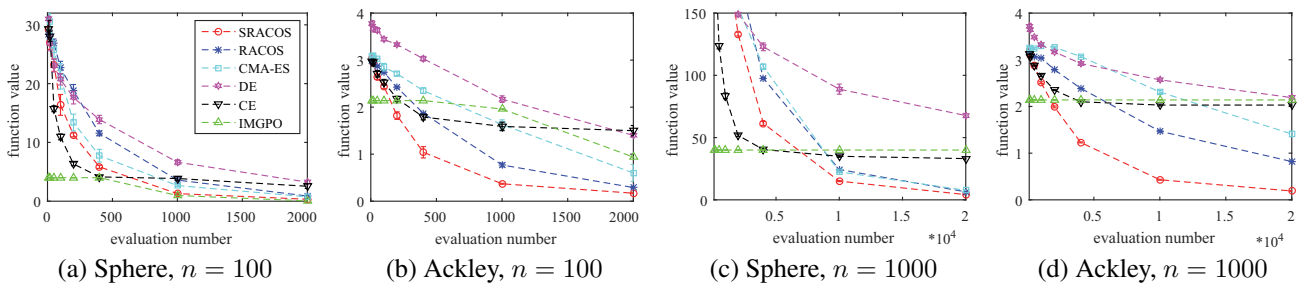 30
20
10
0
0
500
1000
1500
2000
function value
evaluation number
SRACOS
RACOS
CMA-ES
DE
CE
IMGPO
(a) Sphere, n = 100
4
3
2
1
0
0
500
1000
1500
2000
function value
evaluation number
(b) Ackley, n = 100
150
100
50
0
0.5
1
1.5
2
function value
evaluation number
*10^4
(c) Sphere, n = 1000
4
3
2
1
0
0.5
1
1.5
2
function value
evaluation number
*10^4
(d) Ackley, n = 1000